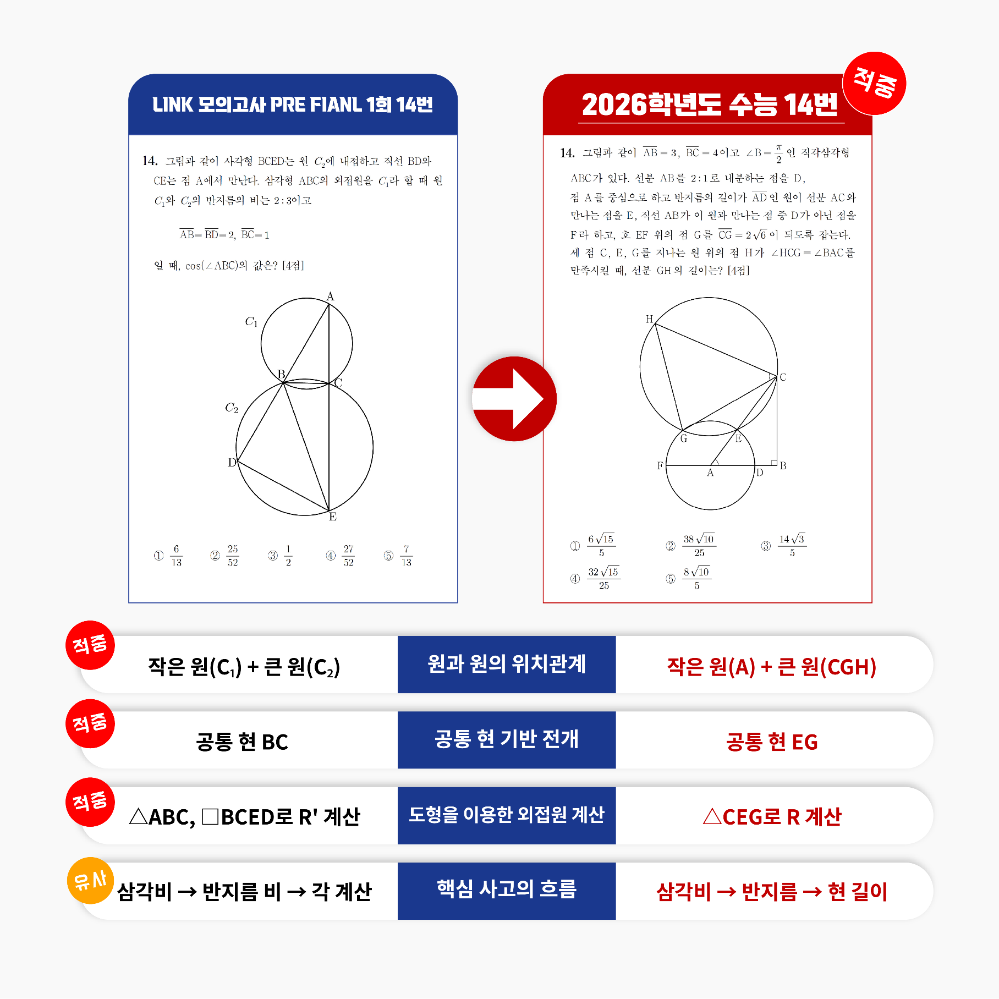 적중
LINK 모의고사 PRE FIANL 1회 14번
14. 그림과 같이 사각형 BCED는 원 C₂에 내접하고 직선 BD와
CE는 점 A에서 만난다. 삼각형 ABC의 외접원을 C₁라 할 때 원
C₁와 C₂의 반지름의 비는 2:3이고
AB=BD=2, BC=1
일 때, cos(∠ABC)의 값은? [4점]
A
C₁
B
C
C₂
D
E
① 6/13 ② 25/52 ③ 1/2 ④ 27/52 ⑤ 7/13
2026학년도 수능 14번
14. 그림과 같이 AB=3, BC=4이고 ∠B=π/2인 직각삼각형
ABC가 있다. 선분 AB를 2:1로 내분하는 점을 D,
점 A를 중심으로 하고 반지름의 길이가 AD인 원이 선분 AC와
만나는 점을 E, 직선 AB가 이 원과 만나는 점 중 D가 아닌 점을
F라 하고, 호 EF 위의 점 G를 CG=2√6이 되도록 잡는다.
세 점 C, E, G를 지나는 원 위의 점 H가 ∠HCG=∠BAC를
만족시킬 때, 선분 GH의 길이는? [4점]
H
C
G
E
F
A
D
B
① 6√15/5 ② 38√10/25 ③ 14√3/5
④ 32√15/25 ⑤ 8√10/5
적중
작은 원(C₁) + 큰 원(C₂)
원과 원의 위치관계
작은 원(A) + 큰 원(CGH)
적중
공통 현 BC
공통 현 기반 전개
공통 현 EG
적중
△ABC, □BCED로 R' 계산
도형을 이용한 외접원 계산
△CEG로 R 계산
유사
삼각비 → 반지름 비 → 각 계산
핵심 사고의 흐름
삼각비 → 반지름 → 현 길이